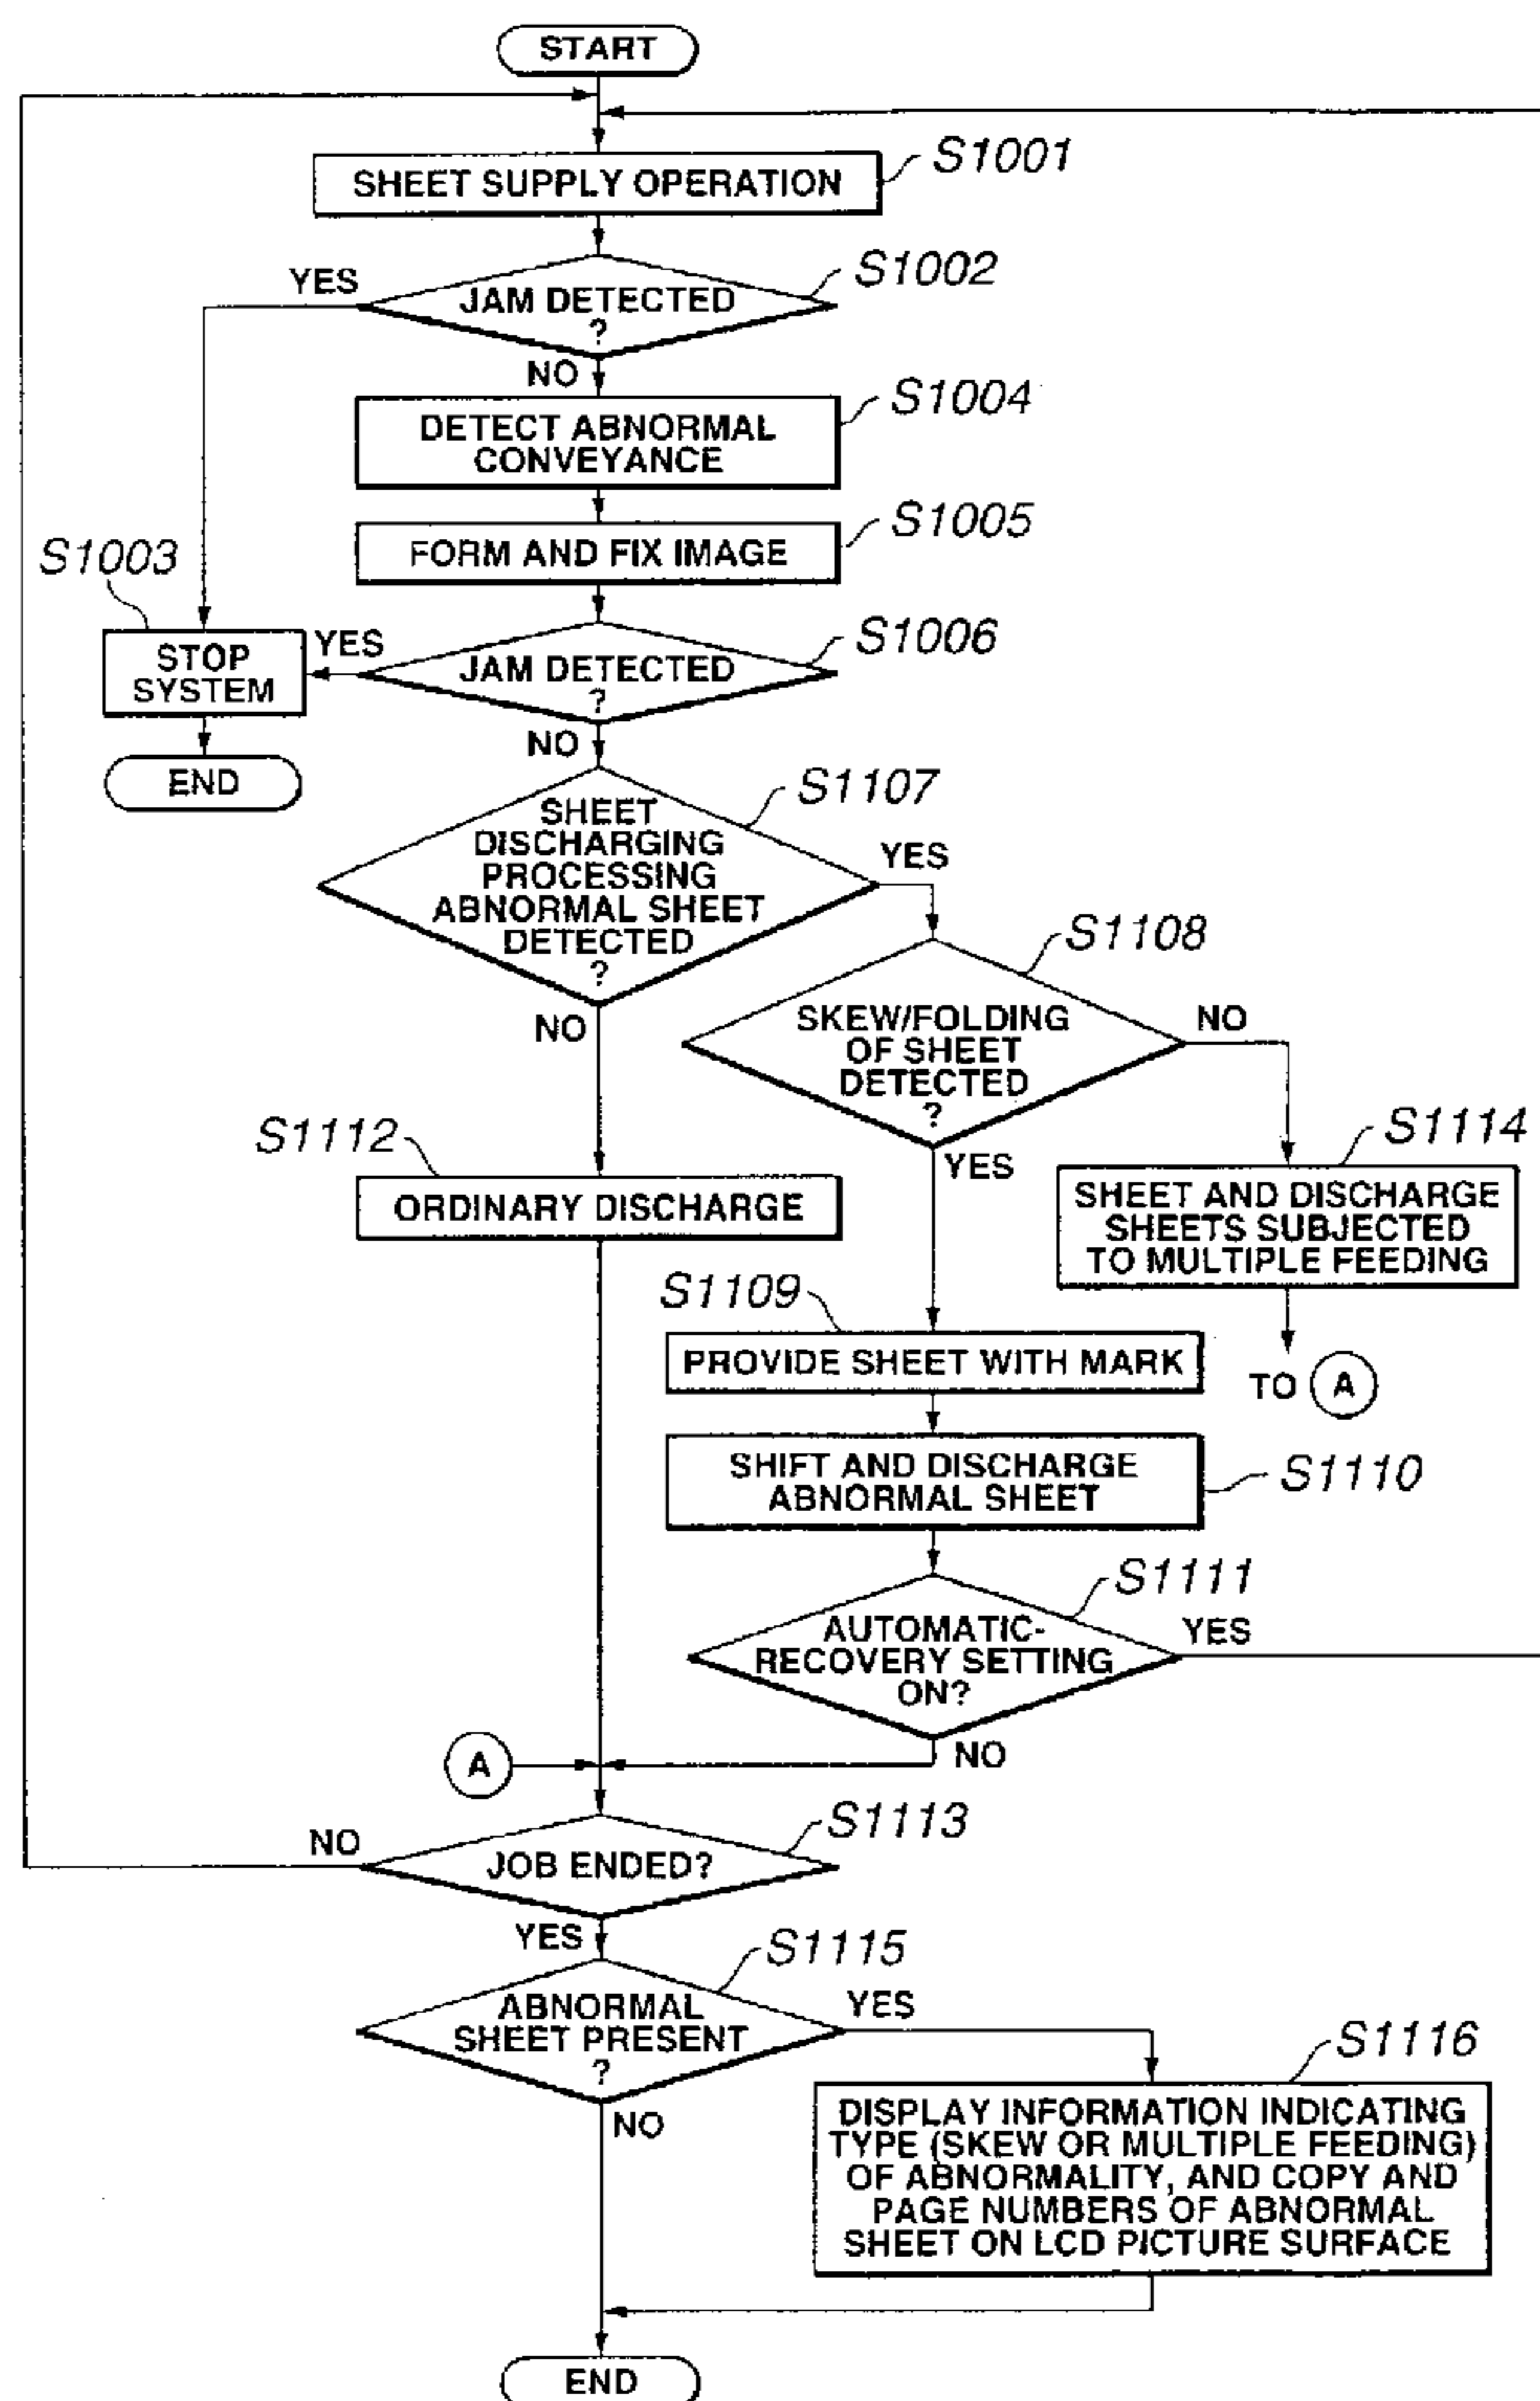 START
SHEET SUPPLY OPERATION
S1001
JAM DETECTED
?
S1002
YES
NO
DETECT ABNORMAL
CONVEYANCE
S1004
FORM AND FIX IMAGE
S1005
S1003
STOP
SYSTEM
YES
JAM DETECTED
?
S1006
NO
END
SHEET
DISCHARGING
PROCESSING
ABNORMAL SHEET
DETECTED
?
S1107
YES
NO
SKEW/FOLDING
OF SHEET
DETECTED
?
S1108
NO
YES
S1112
ORDINARY DISCHARGE
S1114
SHEET AND DISCHARGE
SHEETS SUBJECTED
TO MULTIPLE FEEDING
TO A
S1109
PROVIDE SHEET WITH MARK
SHIFT AND DISCHARGE
ABNORMAL SHEET
S1110
AUTOMATIC-
RECOVERY SETTING
ON?
S1111
YES
NO
A
JOB ENDED?
S1113
NO
YES
ABNORMAL
SHEET PRESENT
?
S1115
YES
NO
S1116
DISPLAY INFORMATION INDICATING
TYPE (SKEW OR MULTIPLE FEEDING)
OF ABNORMALITY, AND COPY AND
PAGE NUMBERS OF ABNORMAL
SHEET ON LCD PICTURE SURFACE
END